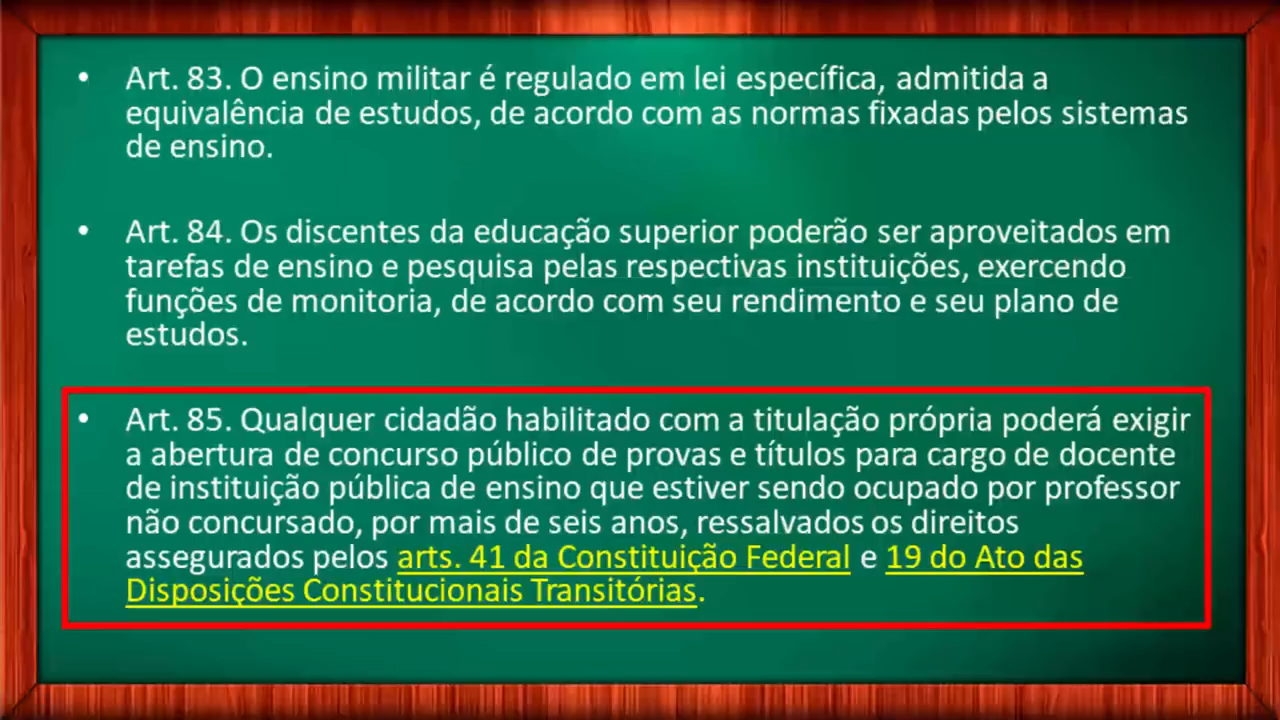 • Art. 83. O ensino militar é regulado em lei específica, admitida a
equivalência de estudos, de acordo com as normas fixadas pelos sistemas
de ensino.
• Art. 84. Os discentes da educação superior poderão ser aproveitados em
tarefas de ensino e pesquisa pelas respectivas instituições, exercendo
funções de monitoria, de acordo com seu rendimento e seu plano de
estudos.
• Art. 85. Qualquer cidadão habilitado com a titulação própria poderá exigir
a abertura de concurso público de provas e títulos para cargo de docente
de instituição pública de ensino que estiver sendo ocupado por professor
não concursado, por mais de seis anos, ressalvados os direitos
assegurados pelos arts. 41 da Constituição Federal e 19 do Ato das
Disposições Constitucionais Transitórias.